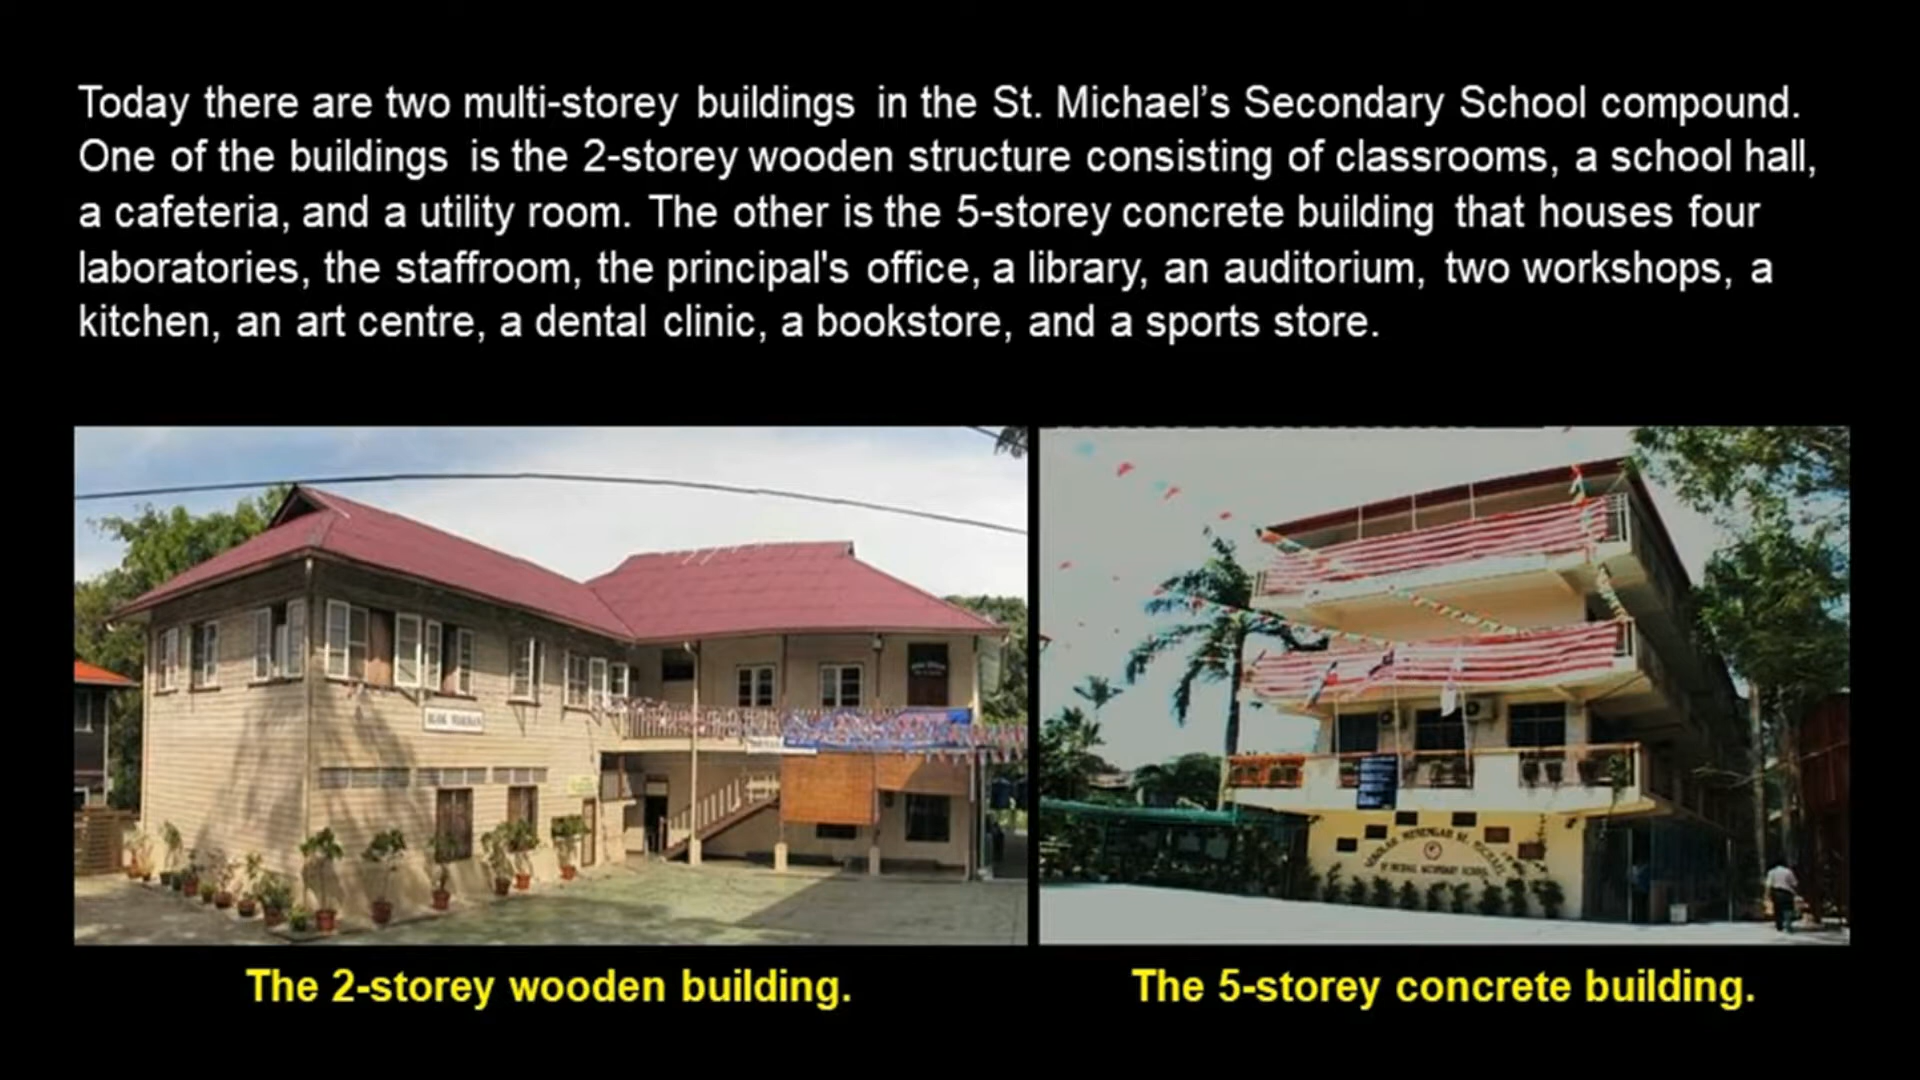 Today there are two multi-storey buildings in the St. Michael’s Secondary School compound.
One of the buildings is the 2-storey wooden structure consisting of classrooms, a school hall,
a cafeteria, and a utility room. The other is the 5-storey concrete building that houses four
laboratories, the staffroom, the principal's office, a library, an auditorium, two workshops, a
kitchen, an art centre, a dental clinic, a bookstore, and a sports store.
The 2-storey wooden building.
The 5-storey concrete building.